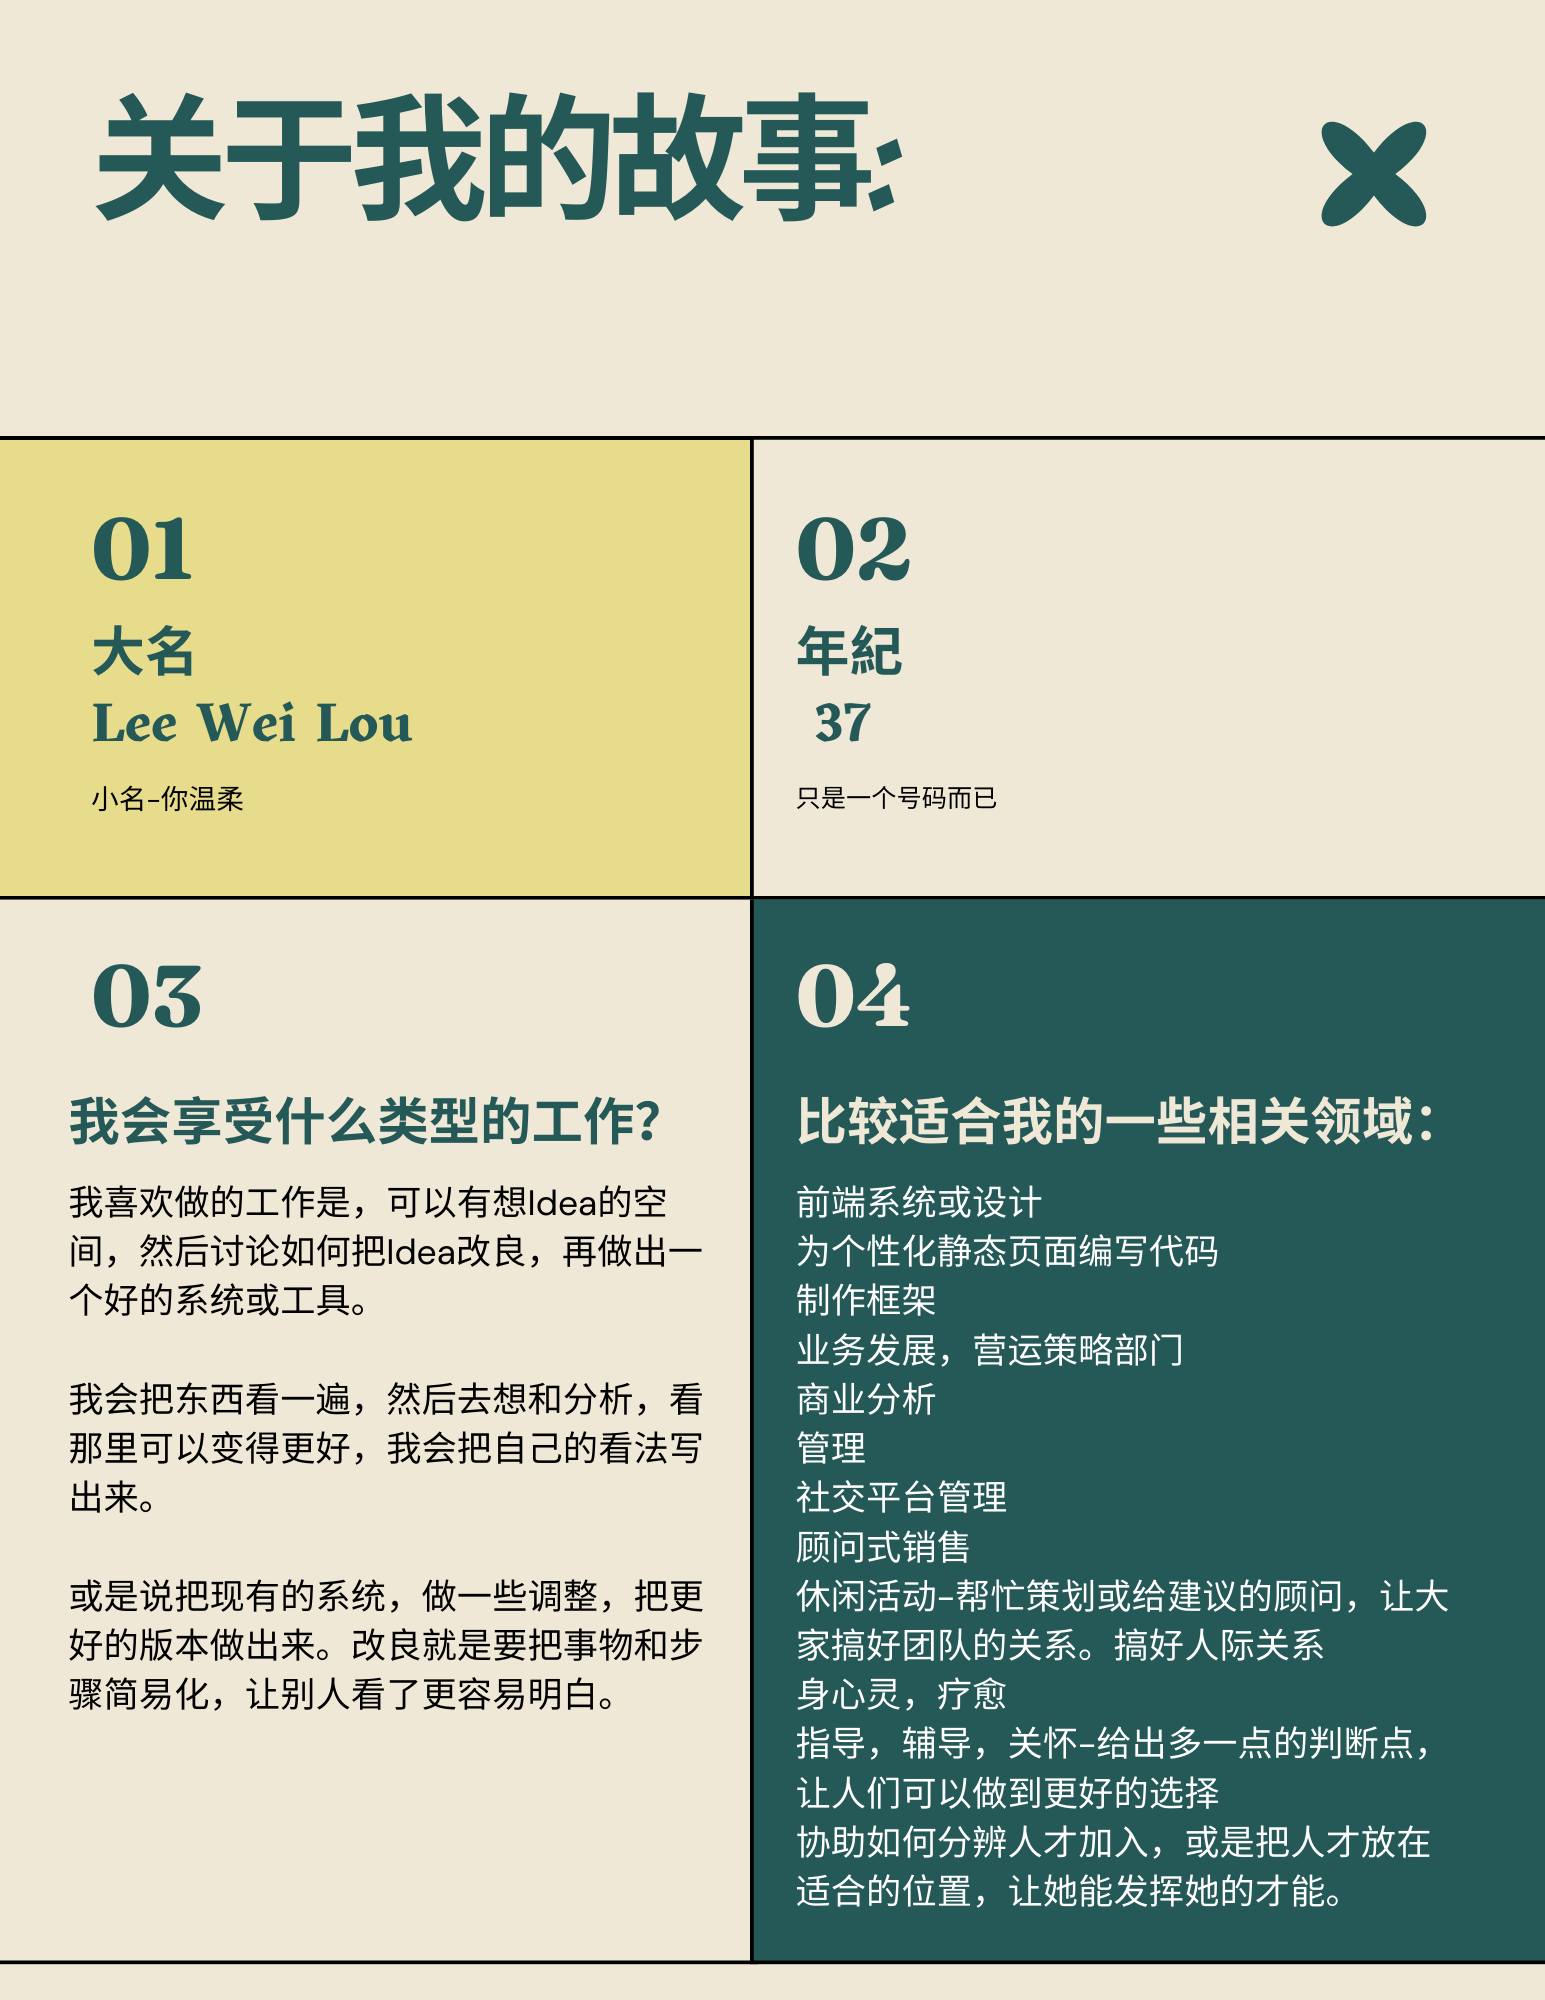 关于我的故事:
01
大名
Lee Wei Lou
小名-你温柔
02
年紀
37
只是一个号码而已
03
我会享受什么类型的工作？
我喜欢做的工作是，可以有想Idea的空
间，然后讨论如何把Idea改良，再做出一
个好的系统或工具。
我会把东西看一遍，然后去想和分析，看
那里可以变得更好，我会把自己的看法写
出来。
或是说把现有的系统，做一些调整，把更
好的版本做出来。改良就是要把事物和步
骤简易化，让别人看了更容易明白。
04
比较适合我的一些相关领域：
前端系统或设计
为个性化静态页面编写代码
制作框架
业务发展，营运策略部门
商业分析
管理
社交平台管理
顾问式销售
休闲活动-帮忙策划或给建议的顾问，让大
家搞好团队的关系。搞好人际关系
身心灵，疗愈
指导，辅导，关怀-给出多一点的判断点，
让人们可以做到更好的选择
协助如何分辨人才加入，或是把人才放在
适合的位置，让她能发挥她的才能。